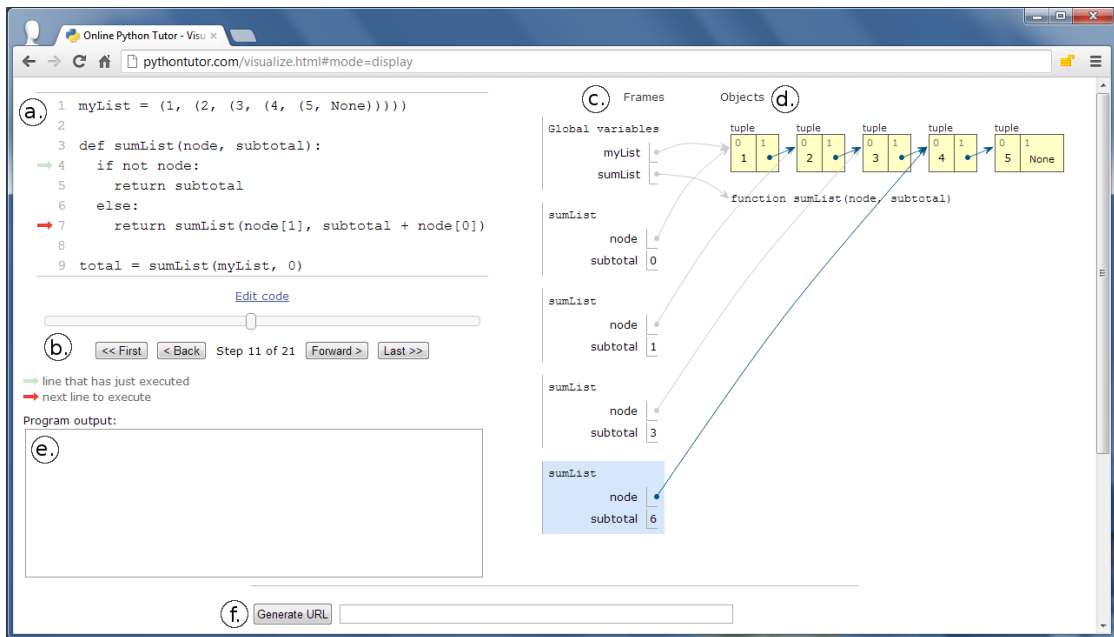 Online Python Tutor - Visu
pythontutor.com/visualize.html#mode=display
a.
1 myList = (1, (2, (3, (4, (5, None)))))
2
3 def sumList(node, subtotal):
4 if not node:
5 return subtotal
6 else:
7 return sumList(node[1], subtotal + node[0])
8
9 total = sumList(myList, 0)
Edit code
b.
<< First < Back Step 11 of 21 Forward > Last >>
line that has just executed
next line to execute
Program output:
e.
c. Frames Objects d.
Global variables
myList
sumList
tuple tuple tuple tuple tuple
0 1 0 1 0 1 0 1 0 1
1 2 3 4 5 None
function sumList(node, subtotal)
sumList
node
subtotal 0
sumList
node
subtotal 1
sumList
node
subtotal 3
sumList
node
subtotal 6
f. Generate URL